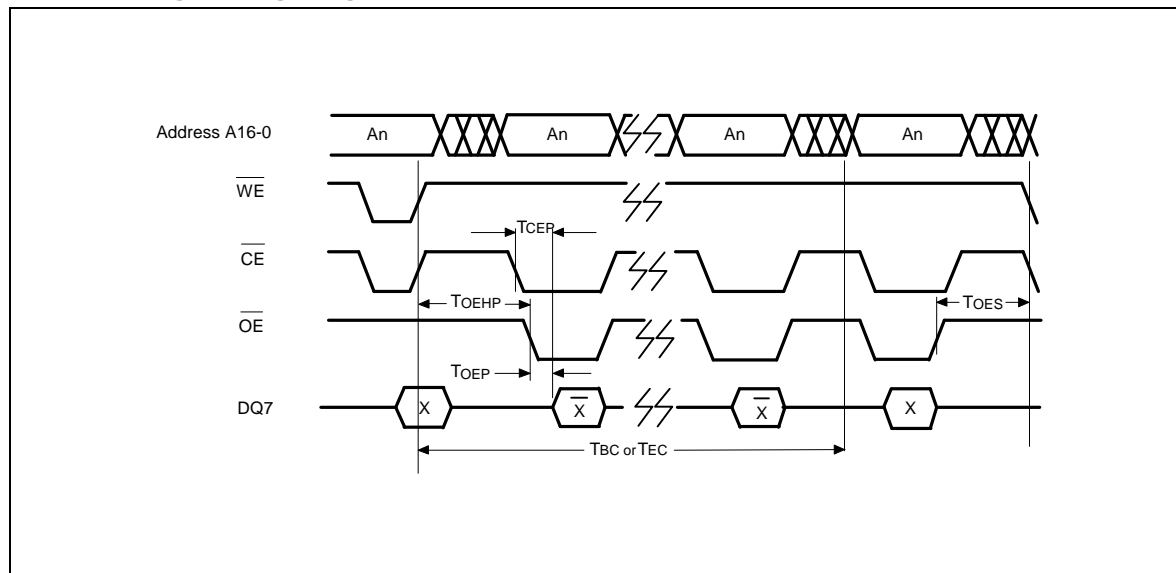 Address A16-0 An An An An
WE
TCEP
CE
TOEHP TOES
OE
TOEP
DQ7 X X X X
TBC or TEC